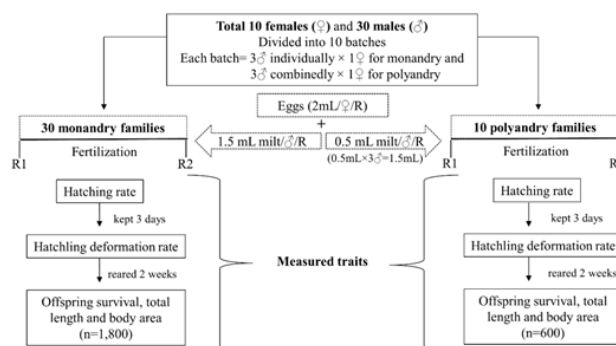 Total 10 females (♀) and 30 males (♂)
Divided into 10 batches
Each batch= 3♂ individually × 1♀ for monandry and
3♂ combinedly × 1♀ for polyandry
Eggs (2mL/♀/R)
+
30 monandry families
1.5 mL milt/♂/R
0.5 mL milt/♂/R
(0.5mL×3♂=1.5mL)
10 polyandry families
Fertilization
R1
R2
Fertilization
R1
R
Hatching rate
kept 3 days
Hatchling deformation rate
reared 2 weeks
Offspring survival, total
length and body area
(n=1,800)
Measured traits
Hatching rate
kept 3 days
Hatchling deformation rate
reared 2 weeks
Offspring survival, total
length and body area
(n=600)